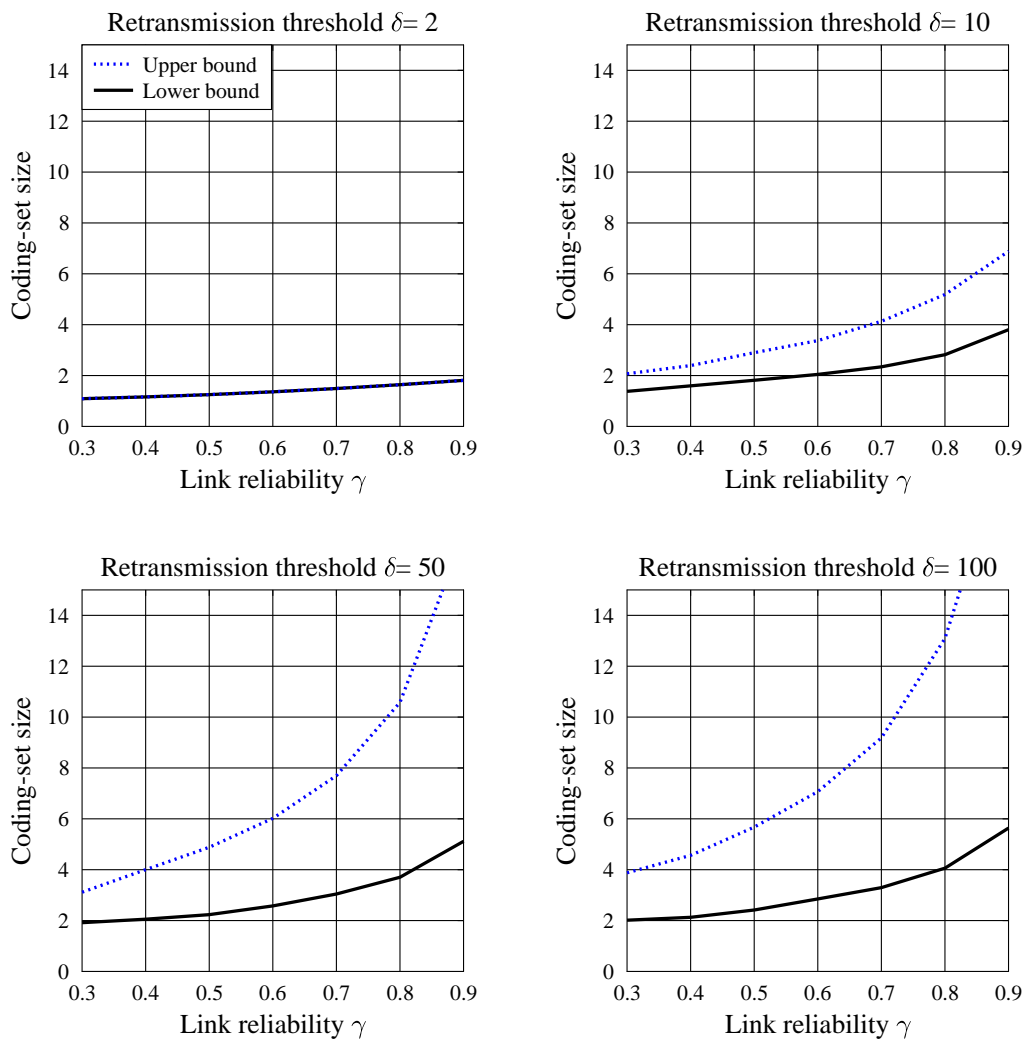 Retransmission threshold δ= 2
Upper bound
Lower bound
Coding-set size
14
12
10
8
6
4
2
0
0.3 0.4 0.5 0.6 0.7 0.8 0.9
Link reliability γ
Retransmission threshold δ= 10
Coding-set size
14
12
10
8
6
4
2
0
0.3 0.4 0.5 0.6 0.7 0.8 0.9
Link reliability γ
Retransmission threshold δ= 50
Coding-set size
14
12
10
8
6
4
2
0
0.3 0.4 0.5 0.6 0.7 0.8 0.9
Link reliability γ
Retransmission threshold δ= 100
Coding-set size
14
12
10
8
6
4
2
0
0.3 0.4 0.5 0.6 0.7 0.8 0.9
Link reliability γ